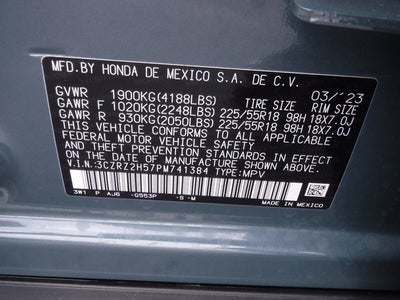 MFD.BY HONDA DE MEXICO S.A. DE C.V.
GVWR 1900KG(4188LBS) 03/'23
TIRE SIZE RIM SIZE
GAWR F 1020KG(2248LBS) 225/55R18 98H 18X7.0J
GAWR R 930KG(2050LBS) 225/55R18 98H 18X7.0J
THIS VEHICLE CONFORMS TO ALL APPLICABLE
FEDERAL MOTOR VEHICLE SAFETY AND
THEFT PREVENTION STANDARDS IN EFFECT ON THE
DATE OF MANUFACTURE SHOWN ABOVE.
V.I.N.:3CZRZ2H57PM741384 TYPE:MPV
3W1 P AJ6 -G553P -S -M
MADE IN MEXICO